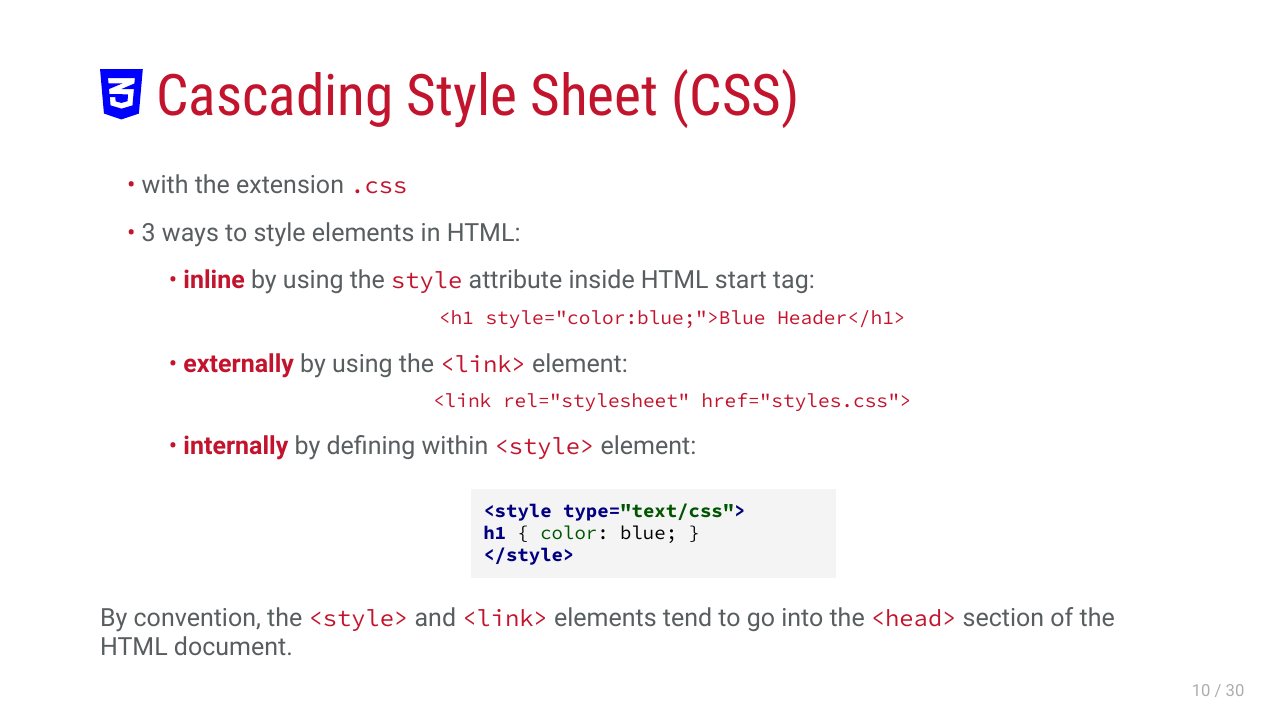 Cascading Style Sheet (CSS)
• with the extension .css
• 3 ways to style elements in HTML:
• inline by using the style attribute inside HTML start tag:
<h1 style="color:blue;">Blue Header</h1>
• externally by using the <link> element:
<link rel="stylesheet" href="styles.css">
• internally by defining within <style> element:
<style type="text/css">
h1 { color: blue; }
</style>
By convention, the <style> and <link> elements tend to go into the <head> section of the
HTML document.
10 / 30